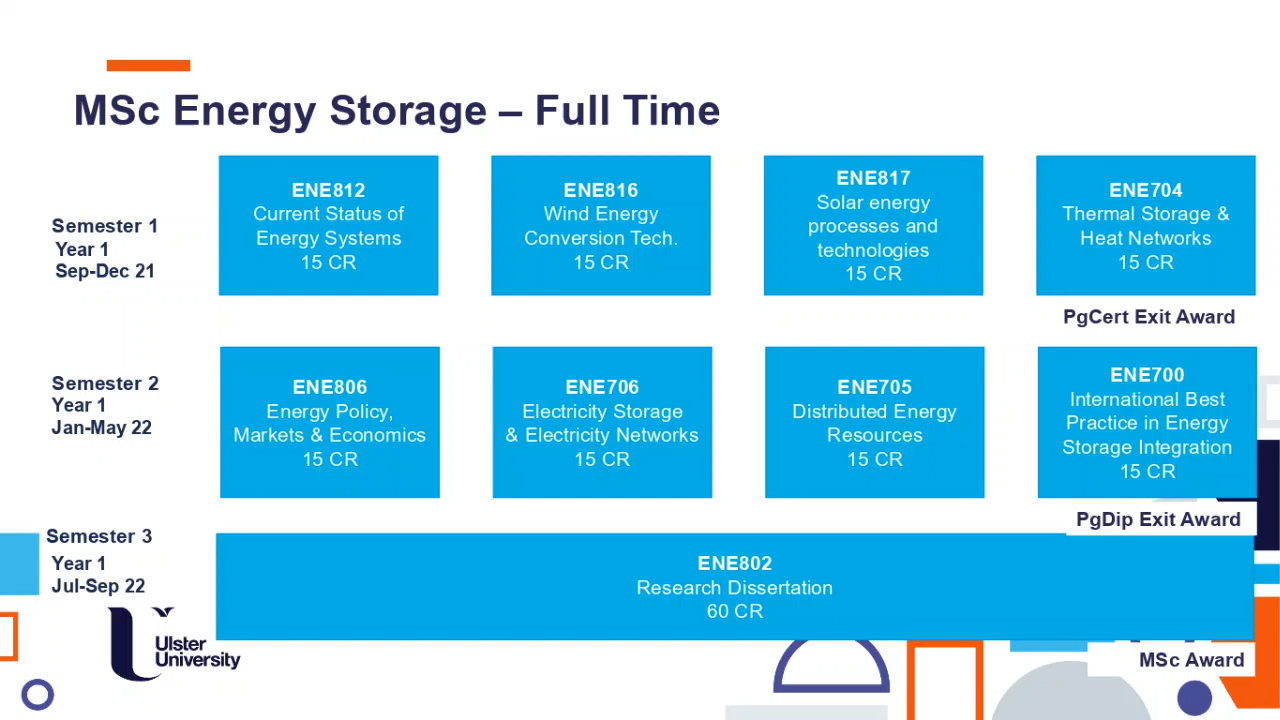 MSc Energy Storage – Full Time
Semester 1
Year 1
Sep-Dec 21
ENE812
Current Status of
Energy Systems
15 CR
ENE816
Wind Energy
Conversion Tech.
15 CR
ENE817
Solar energy
processes and
technologies
15 CR
ENE704
Thermal Storage &
Heat Networks
15 CR
PgCert Exit Award
Semester 2
Year 1
Jan-May 22
ENE806
Energy Policy,
Markets & Economics
15 CR
ENE706
Electricity Storage
& Electricity Networks
15 CR
ENE705
Distributed Energy
Resources
15 CR
ENE700
International Best
Practice in Energy
Storage Integration
15 CR
PgDip Exit Award
Semester 3
Year 1
Jul-Sep 22
ENE802
Research Dissertation
60 CR
Ulster
University
MSc Award